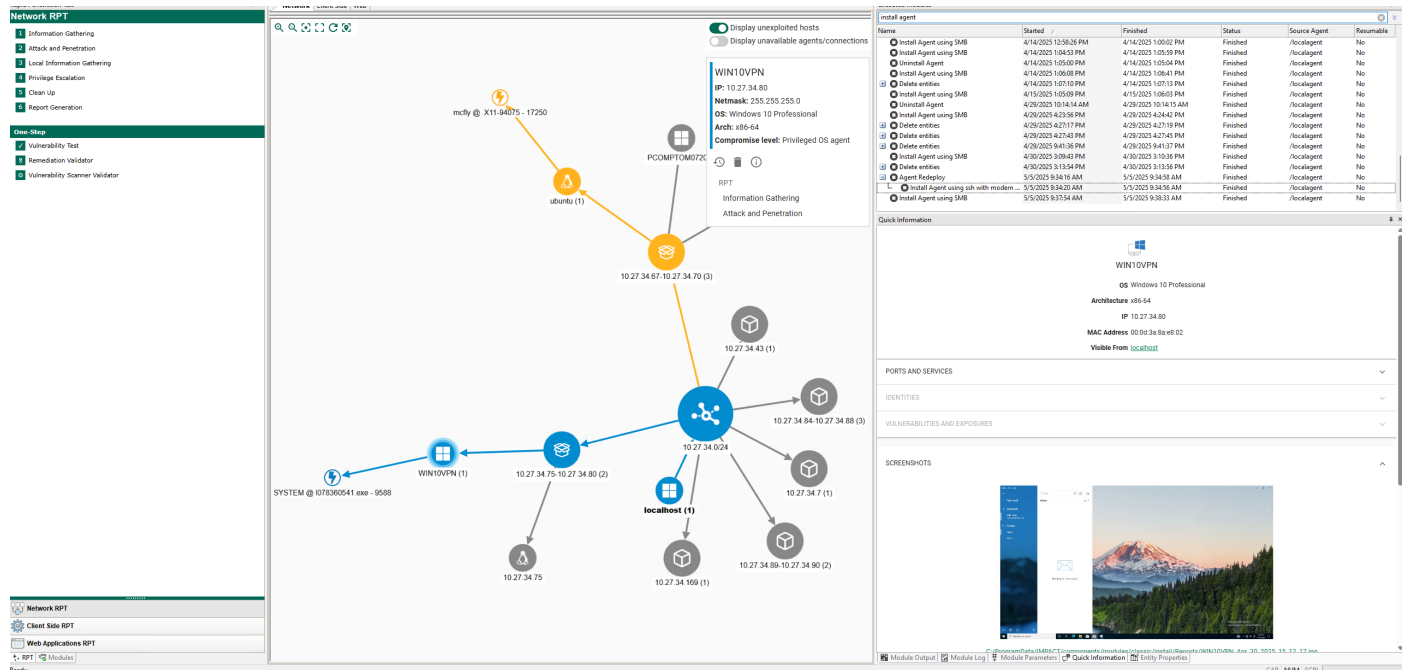 Network RPT
1 Information Gathering
2 Attack and Penetration
3 Local Information Gathering
4 Privilege Escalation
5 Clean Up
6 Report Generation
One-Step
Vulnerability Test
Remediation Validator
Vulnerability Scanner Validator
Network RPT
Client Side RPT
Web Applications RPT
RPT Modules
Network Client Side Web
Display unexploited hosts
Display unavailable agents/connections
WIN10VPN
IP: 10.27.34.80
Netmask: 255.255.255.0
OS: Windows 10 Professional
Arch: x86-64
Compromise level: Privileged OS agent
RPT
Information Gathering
Attack and Penetration
mcfly @ X11-94075 - 17250
PCOMPTOM072
ubuntu (1)
10.27.34.67-10.27.34.70 (3)
10.27.34.43 (1)
10.27.34.84-10.27.34.88 (3)
10.27.34.0/24
WIN10VPN (1)
10.27.34.75-10.27.34.80 (2)
10.27.34.7 (1)
SYSTEM @ I078360541.exe - 9588
localhost (1)
10.27.34.89-10.27.34.90 (2)
10.27.34.75
10.27.34.169 (1)
install agent
Name Started Finished Status Source Agent Resumable
Install Agent using SMB 4/14/2025 12:58:26 PM 4/14/2025 1:00:02 PM Finished /localagent No
Install Agent using SMB 4/14/2025 1:04:53 PM 4/14/2025 1:05:59 PM Finished /localagent No
Uninstall Agent 4/14/2025 1:05:00 PM 4/14/2025 1:05:04 PM Finished /localagent No
Install Agent using SMB 4/14/2025 1:06:08 PM 4/14/2025 1:06:41 PM Finished /localagent No
Delete entities 4/14/2025 1:07:10 PM 4/14/2025 1:07:13 PM Finished /localagent No
Install Agent using SMB 4/15/2025 1:05:09 PM 4/15/2025 1:06:03 PM Finished /localagent No
Uninstall Agent 4/29/2025 10:14:14 AM 4/29/2025 10:14:15 AM Finished /localagent No
Install Agent using SMB 4/29/2025 4:23:56 PM 4/29/2025 4:24:42 PM Finished /localagent No
Delete entities 4/29/2025 4:27:17 PM 4/29/2025 4:27:19 PM Finished /localagent No
Delete entities 4/29/2025 4:27:43 PM 4/29/2025 4:27:45 PM Finished /localagent No
Delete entities 4/29/2025 9:41:36 PM 4/29/2025 9:41:37 PM Finished /localagent No
Install Agent using SMB 4/30/2025 3:09:43 PM 4/30/2025 3:10:36 PM Finished /localagent No
Delete entities 4/30/2025 3:13:54 PM 4/30/2025 3:13:56 PM Finished /localagent No
Agent Redeploy 5/5/2025 9:34:16 AM 5/5/2025 9:34:58 AM Finished /localagent No
Install Agent using ssh with modern ... 5/5/2025 9:34:20 AM 5/5/2025 9:34:56 AM Finished /localagent No
Install Agent using SMB 5/5/2025 9:37:54 AM 5/5/2025 9:38:33 AM Finished /localagent No
Quick Information
WIN10VPN
OS Windows 10 Professional
Architecture x86-64
IP 10.27.34.80
MAC Address 00:0d:3a:8a:e8:02
Visible From localhost
PORTS AND SERVICES
IDENTITIES
VULNERABILITIES AND EXPOSURES
SCREENSHOTS
Module Output Module Log Module Parameters Quick Information Entity Properties